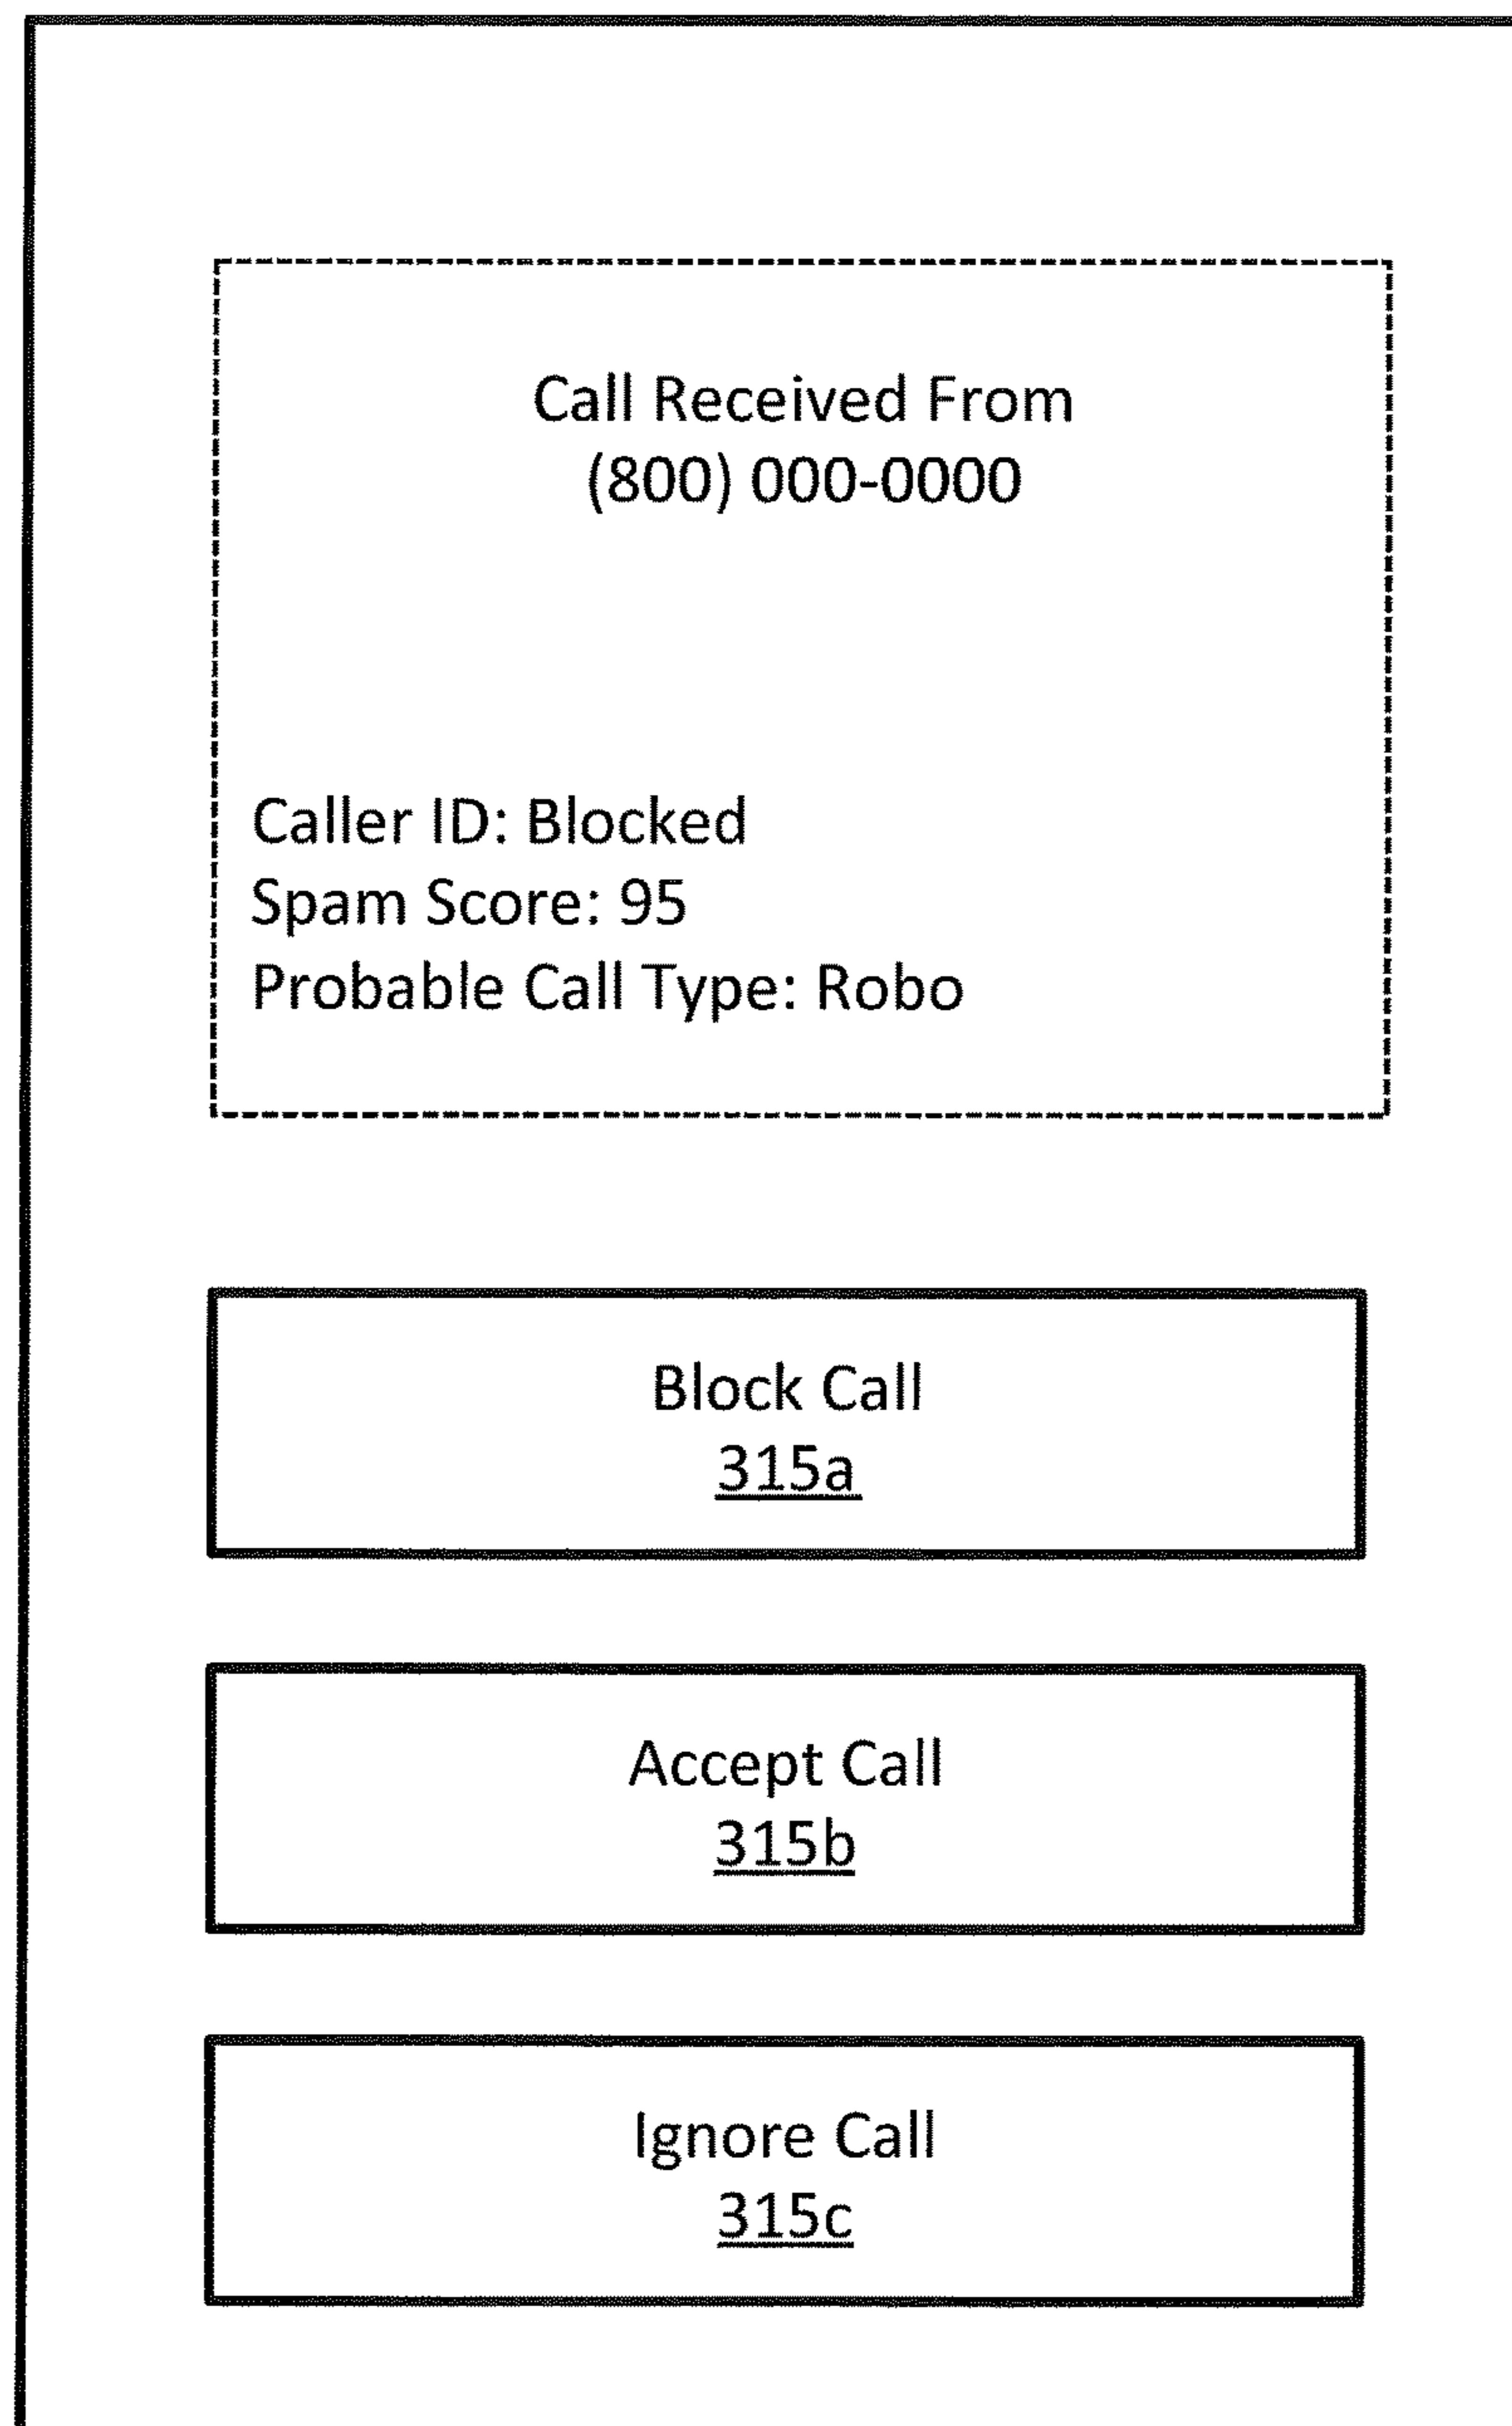 Call Received From
(800) 000-0000
Caller ID: Blocked
Spam Score: 95
Probable Call Type: Robo
Block Call
315a
Accept Call
315b
Ignore Call
315c